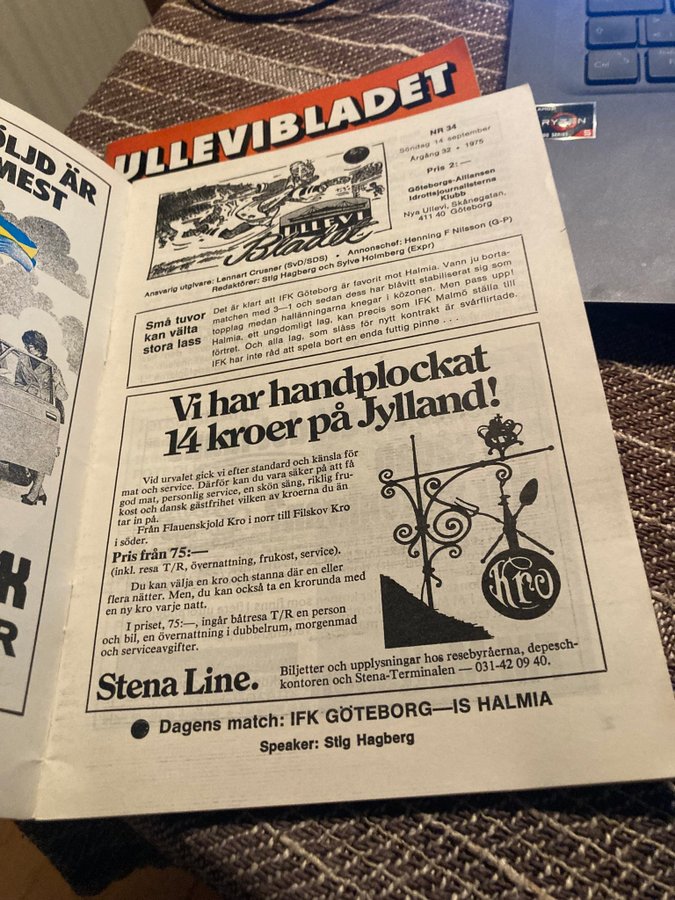 ÖLJD ÄR
MEST
ULLEVIBLADET
NR 34
Söndag 14 september
Årgång 32 • 1975
Pris 2:—
Göteborgs-Alliansen
Idrottsjournalisterna
Klubb
Nya Ullevi, Skånegatan,
411 40 Göteborg
ULLEVI
Bladet
Ansvarig utgivare: Lennart Crusner (SvD/SDS) • Annonschef: Henning F Nilsson (G-P)
Redaktörer: Stig Hagberg och Sylve Holmberg (Expr)
Små tuvor
kan välta
stora lass
Det är klart att IFK Göteborg är favorit mot Halmia. Vann ju borta-
matchen med 3—1 och sedan dess har blåvitt stabiliserat sig som
topplag medan hallänningarna knegar i közonen. Men pass upp!
Halmia, ett ungdomligt lag, kan precis som IFK Malmö ställa till
förtret. Och alla lag, som slåss för nytt kontrakt är svårflirtade.
IFK har inte råd att spela bort en enda futtig pinne . . .
Vi har handplockat
14 kroer på Jylland!
Vid urvalet gick vi efter standard och känsla för
mat och service. Därför kan du vara säker på att få
god mat, personlig service, en skön säng, riklig fru-
kost och dansk gästfrihet vilken av kroerna du än
tar in på.
Från Flauenskjold Kro i norr till Filskov Kro
i söder.
Pris från 75:—
(inkl. resa T/R, övernattning, frukost, service).
Du kan välja en kro och stanna där en eller
flera nätter. Men, du kan också ta en krorunda med
en ny kro varje natt.
I priset, 75:—, ingår båtresa T/R en person
och bil, en övernattning i dubbelrum, morgenmad
och serviceavgifter.
Kro
Stena Line.
Biljetter och upplysningar hos resebyråerna, depesch-
kontoren och Stena-Terminalen — 031-42 09 40.
Dagens match: IFK GÖTEBORG—IS HALMIA
Speaker: Stig Hagberg
K
R
AMD
RYZEN
5
Ctrl